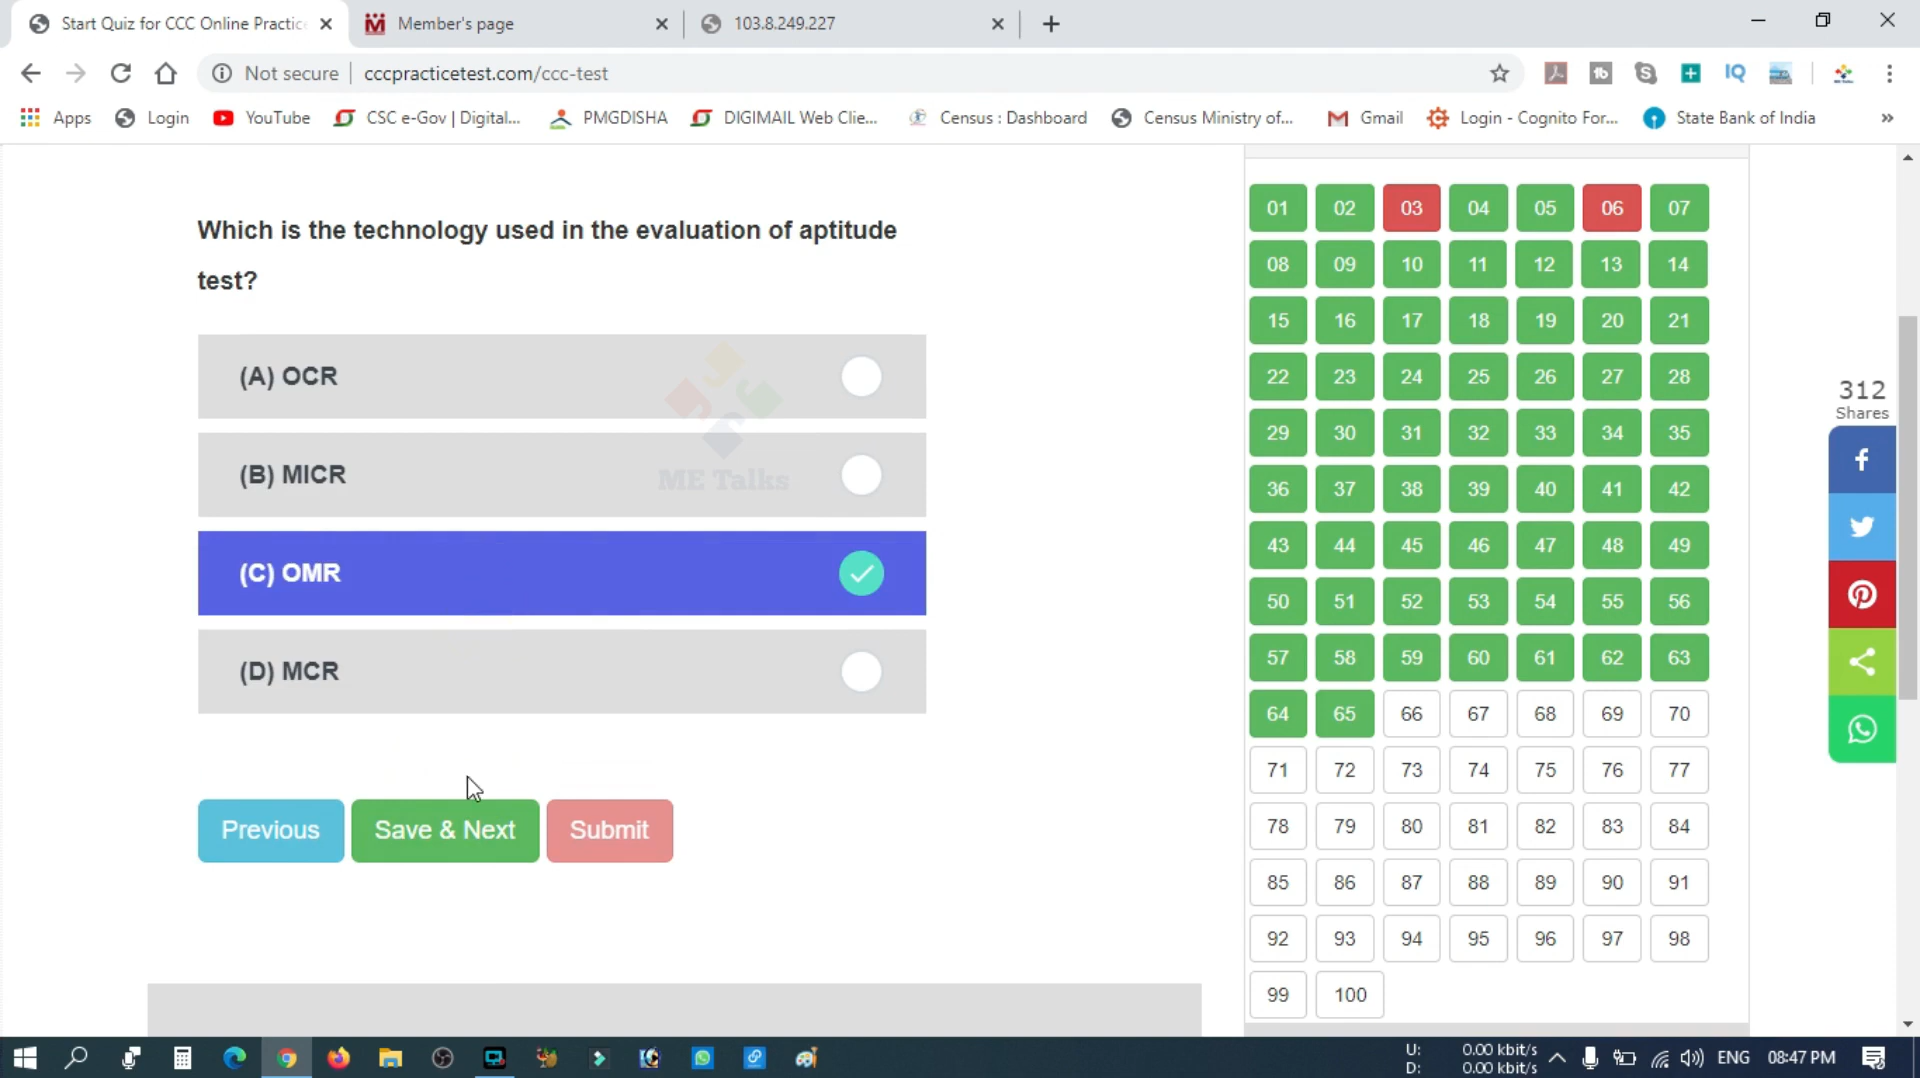 Start Quiz for CCC Online Practice
Member's page
103.8.249.227
Not secure
cccpracticetest.com/ccc-test
Apps
Login
YouTube
CSC e-Gov | Digital...
PMGDISHA
DIGIMAIL Web Clie...
Census : Dashboard
Census Ministry of...
Gmail
Login - Cognito For...
State Bank of India
»
Which is the technology used in the evaluation of aptitude
test?
(A) OCR
(B) MICR
ME Talks
(C) OMR
(D) MCR
Previous
Save & Next
Submit
01 02 03 04 05 06 07
08 09 10 11 12 13 14
15 16 17 18 19 20 21
22 23 24 25 26 27 28
29 30 31 32 33 34 35
36 37 38 39 40 41 42
43 44 45 46 47 48 49
50 51 52 53 54 55 56
57 58 59 60 61 62 63
64 65 66 67 68 69 70
71 72 73 74 75 76 77
78 79 80 81 82 83 84
85 86 87 88 89 90 91
92 93 94 95 96 97 98
99 100
312
Shares
U: 0.00 kbit/s
D: 0.00 kbit/s
ENG
08:47 PM